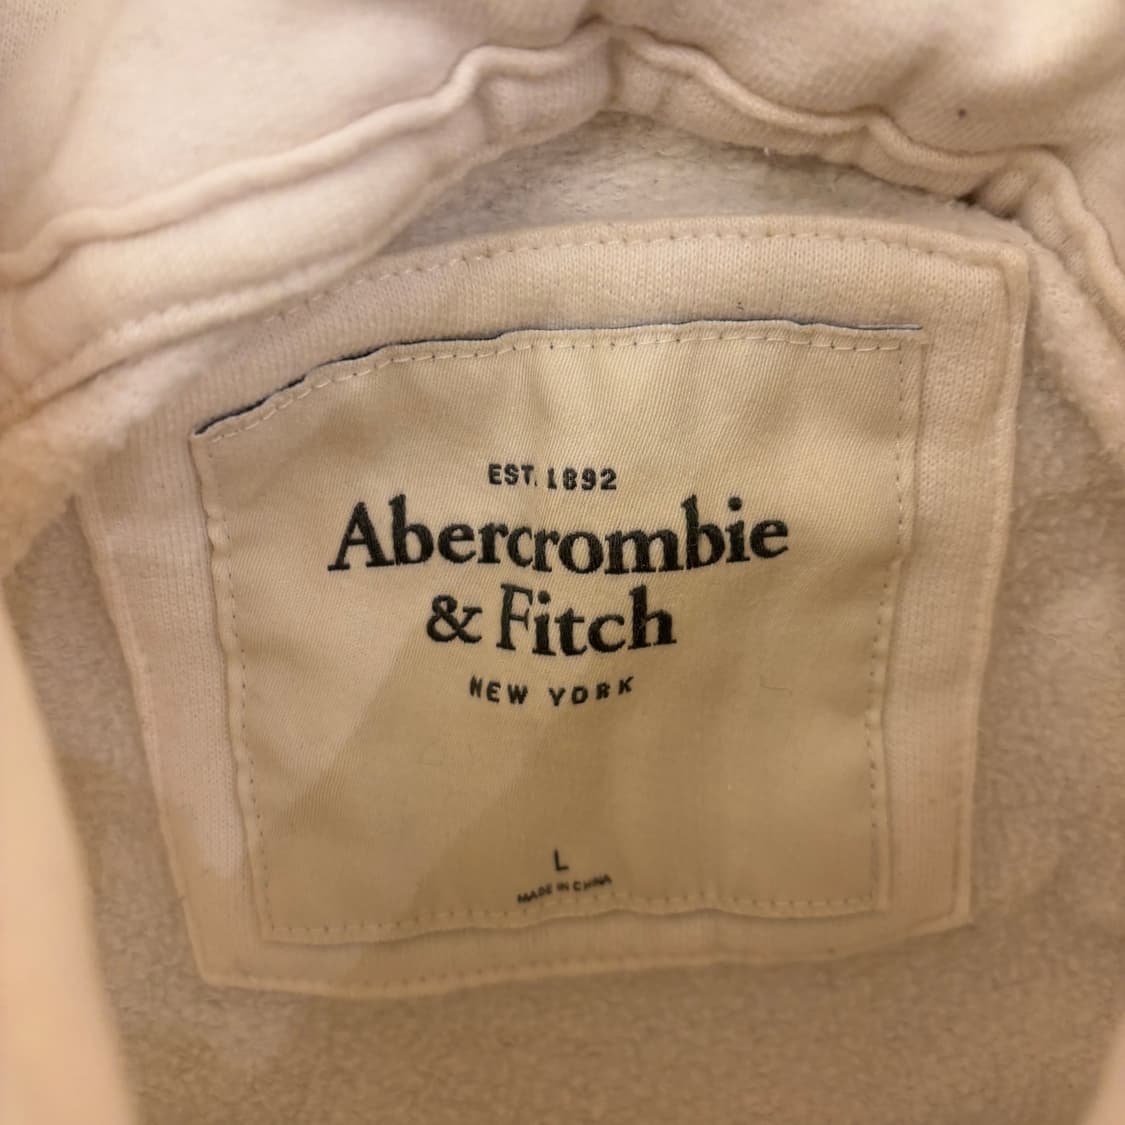 EST. 1892
Abercrombie
& Fitch
NEW YORK
L
MADE IN CHINA